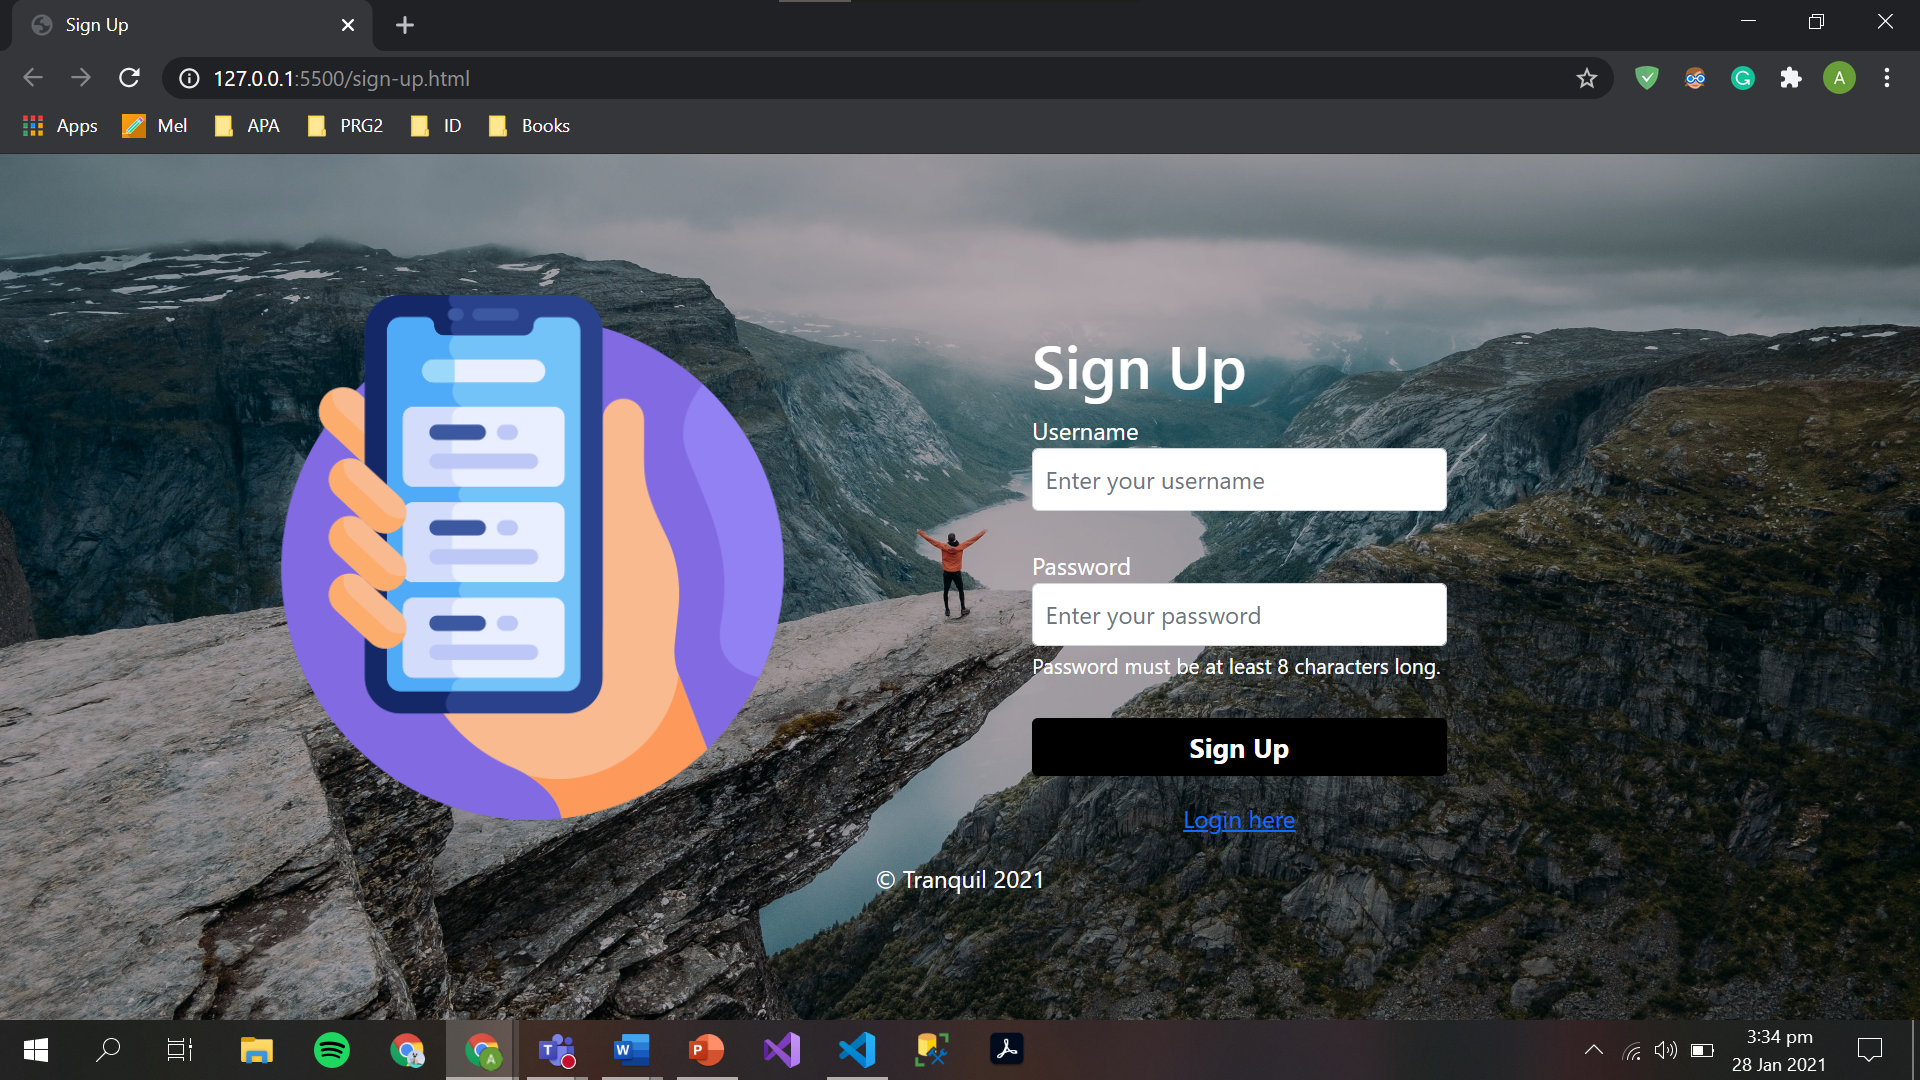 Sign Up
127.0.0.1:5500/sign-up.html
A
Apps
Mel
APA
PRG2
ID
Books
Sign Up
Username
Enter your username
Password
Enter your password
Password must be at least 8 characters long.
Sign Up
Login here
© Tranquil 2021
3:34 pm
28 Jan 2021